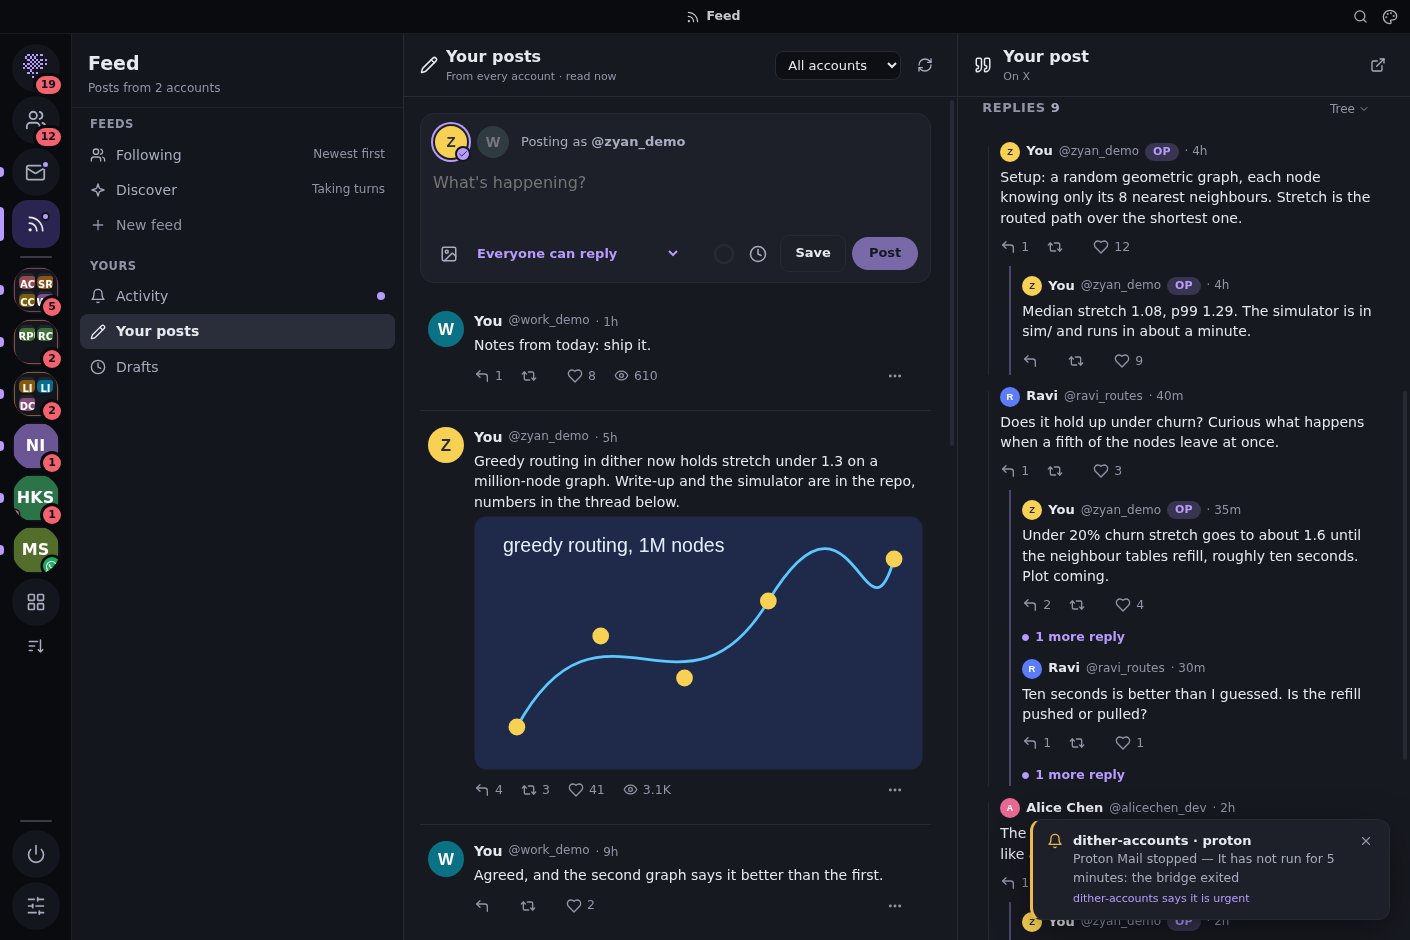 Feed
19
12
AC SR
CC
5
RP RC
2
LI LI
DC
2
NI
1
HKS
1
MS
Feed
Posts from 2 accounts
FEEDS
Following Newest first
Discover Taking turns
New feed
YOURS
Activity
Your posts
Drafts
Your posts
From every account · read now
All accounts
Z W Posting as @zyan_demo
What's happening?
Everyone can reply Save Post
W You @work_demo · 1h
Notes from today: ship it.
1 8 610
Z You @zyan_demo · 5h
Greedy routing in dither now holds stretch under 1.3 on a
million-node graph. Write-up and the simulator are in the repo,
numbers in the thread below.
greedy routing, 1M nodes
4 3 41 3.1K
W You @work_demo · 9h
Agreed, and the second graph says it better than the first.
2
Your post
On X
REPLIES 9 Tree
Z You @zyan_demo OP · 4h
Setup: a random geometric graph, each node
knowing only its 8 nearest neighbours. Stretch is the
routed path over the shortest one.
1 12
Z You @zyan_demo OP · 4h
Median stretch 1.08, p99 1.29. The simulator is in
sim/ and runs in about a minute.
9
R Ravi @ravi_routes · 40m
Does it hold up under churn? Curious what happens
when a fifth of the nodes leave at once.
1 3
Z You @zyan_demo OP · 35m
Under 20% churn stretch goes to about 1.6 until
the neighbour tables refill, roughly ten seconds.
Plot coming.
2 4
1 more reply
R Ravi @ravi_routes · 30m
Ten seconds is better than I guessed. Is the refill
pushed or pulled?
1 1
1 more reply
A Alice Chen @alicechen_dev · 2h
The
like
1
Z You @zyan_demo OP · 2h
dither-accounts · proton
Proton Mail stopped — It has not run for 5
minutes: the bridge exited
dither-accounts says it is urgent